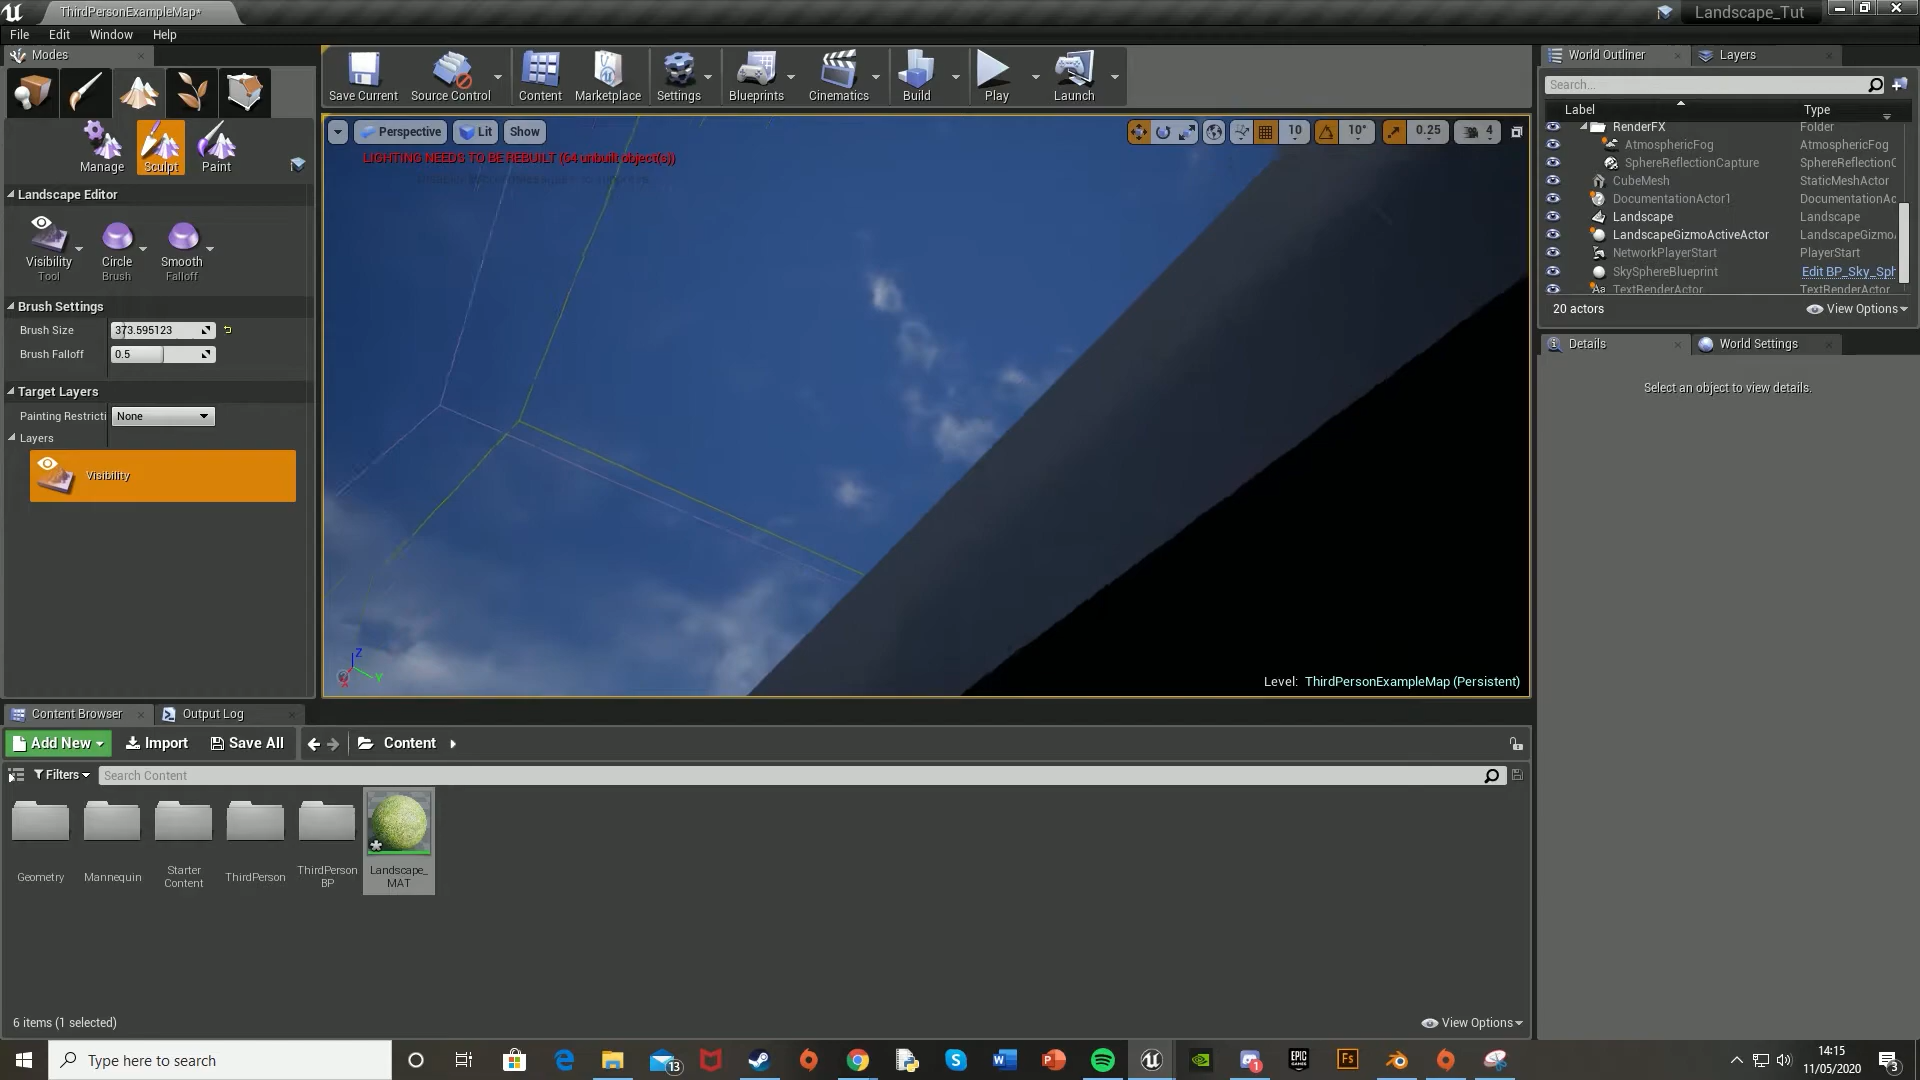 ThirdPersonExampleMap*
Landscape_Tut
File Edit Window Help
Modes
Save Current
Source Control
Content
Marketplace
Settings
Blueprints
Cinematics
Build
Play
Launch
World Outliner
Layers
Search...
Label
Type
RenderFX Folder
AtmosphericFog AtmosphericFog
SphereReflectionCapture SphereReflectionC
CubeMesh StaticMeshActor
DocumentationActor1 DocumentationAc
Landscape Landscape
LandscapeGizmoActiveActor LandscapeGizmo
NetworkPlayerStart PlayerStart
SkySphereBlueprint Edit BP_Sky_Sph
TextRenderActor TextRenderActor
20 actors
View Options
Details
World Settings
Select an object to view details.
Manage
Sculpt
Paint
Landscape Editor
Visibility
Tool
Circle
Brush
Smooth
Falloff
Brush Settings
Brush Size 373.595123
Brush Falloff 0.5
Target Layers
Painting Restricti None
Layers
Visibility
Perspective
Lit
Show
10
10°
0.25
4
LIGHTING NEEDS TO BE REBUILT (64 unbuilt object(s))
Z
Y
X
Level: ThirdPersonExampleMap (Persistent)
Content Browser
Output Log
Add New
Import
Save All
Content
Filters
Search Content
Geometry
Mannequin
Starter
Content
ThirdPerson
ThirdPerson
BP
Landscape_
MAT
6 items (1 selected)
View Options
Type here to search
13
1
EPIC
GAMES
Fs
14:15
11/05/2020
3